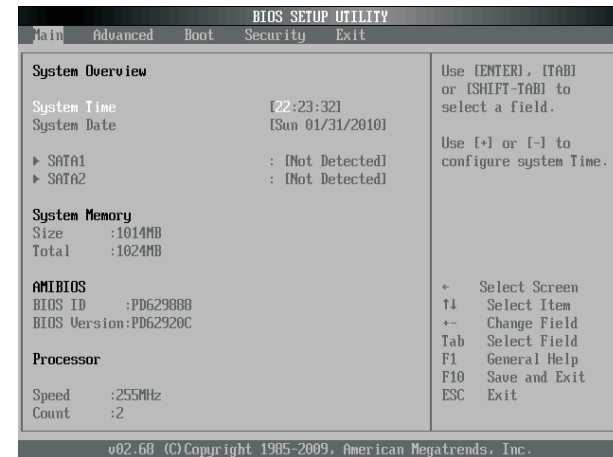 BIOS SETUP UTILITY
Main Advanced Boot Security Exit
System Overview
System Time [22:23:32]
System Date [Sun 01/31/2010]
▶ SATA1 : [Not Detected]
▶ SATA2 : [Not Detected]
System Memory
Size :1014MB
Total :1024MB
AMIBIOS
BIOS ID :PD629888
BIOS Version:PD62920C
Processor
Speed :255MHz
Count :2
Use [ENTER], [TAB]
or [SHIFT-TAB] to
select a field.
Use [+] or [-] to
configure system Time.
← Select Screen
↑↓ Select Item
+- Change Field
Tab Select Field
F1 General Help
F10 Save and Exit
ESC Exit
v02.68 (C)Copyright 1985-2009, American Megatrends, Inc.